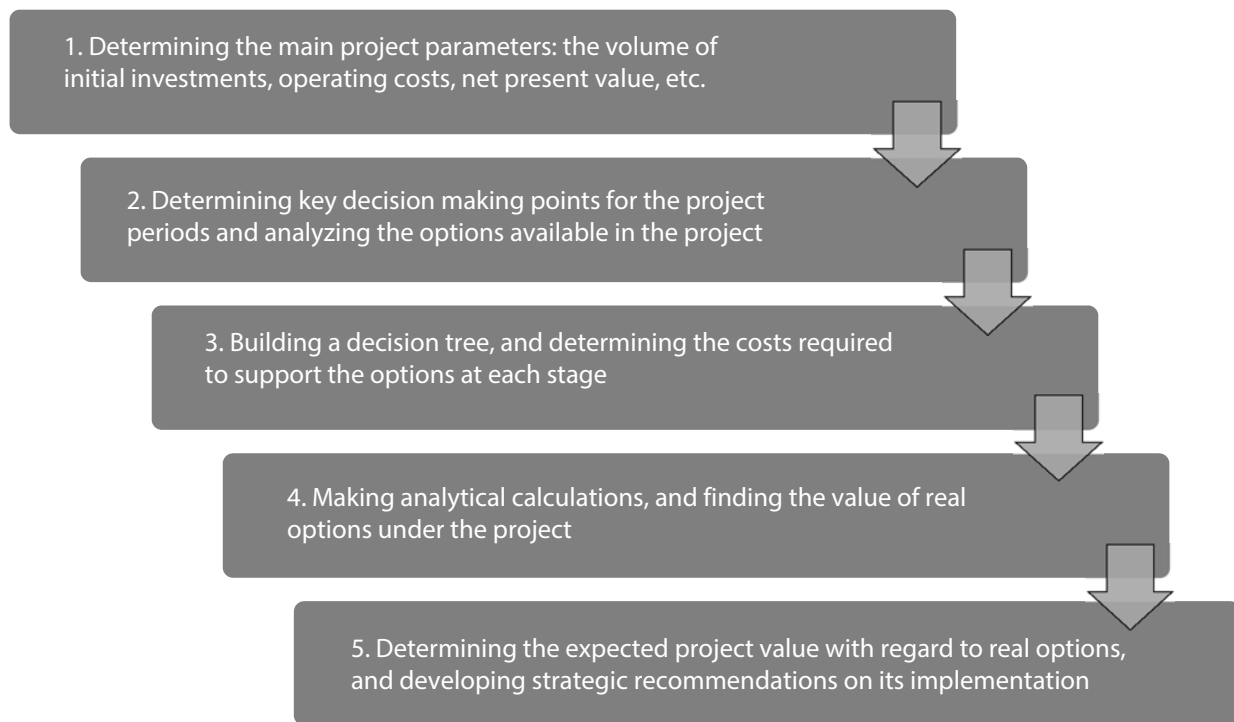 1. Determining the main project parameters: the volume of
initial investments, operating costs, net present value, etc.
2. Determining key decision making points for the project
periods and analyzing the options available in the project
3. Building a decision tree, and determining the costs required
to support the options at each stage
4. Making analytical calculations, and finding the value of real
options under the project
5. Determining the expected project value with regard to real options,
and developing strategic recommendations on its implementation